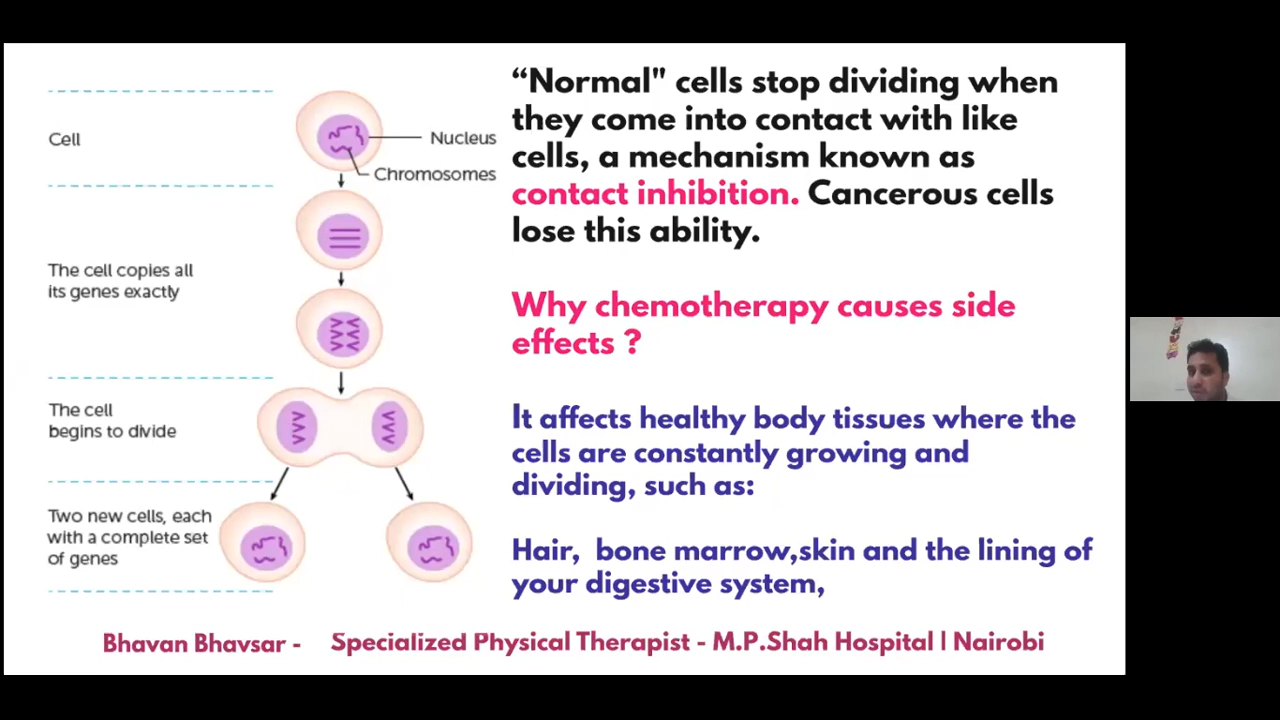 Cell
Nucleus
Chromosomes
The cell copies all
its genes exactly
The cell
begins to divide
Two new cells, each
with a complete set
of genes
“Normal" cells stop dividing when
they come into contact with like
cells, a mechanism known as
contact inhibition. Cancerous cells
lose this ability.
Why chemotherapy causes side
effects ?
It affects healthy body tissues where the
cells are constantly growing and
dividing, such as:
Hair, bone marrow,skin and the lining of
your digestive system,
Bhavan Bhavsar - Specialized Physical Therapist - M.P.Shah Hospital | Nairobi